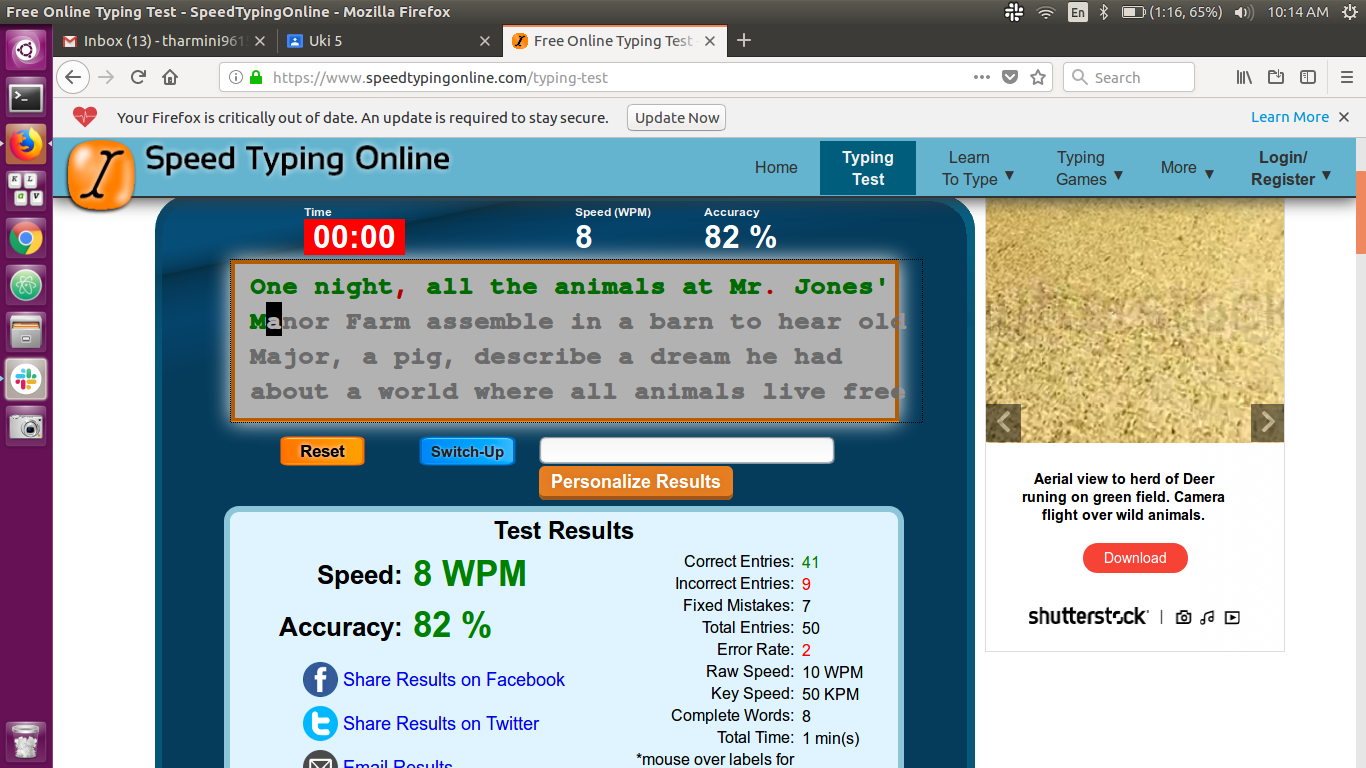 Free Online Typing Test - SpeedTypingOnline - Mozilla Firefox
En
(1:16, 65%)
10:14 AM
Inbox (13) - tharmini961
Uki 5
Free Online Typing Test
https://www.speedtypingonline.com/typing-test
Search
Your Firefox is critically out of date. An update is required to stay secure.
Update Now
Learn More
Speed Typing Online
Home
Typing
Test
Learn
To Type
Typing
Games
More
Login/
Register
Time
Speed (WPM)
Accuracy
00:00
8
82 %
One night, all the animals at Mr. Jones'
Manor Farm assemble in a barn to hear old
Major, a pig, describe a dream he had
about a world where all animals live free
Reset
Switch-Up
Personalize Results
Test Results
Speed: 8 WPM
Accuracy: 82 %
Share Results on Facebook
Share Results on Twitter
Email Results
Correct Entries: 41
Incorrect Entries: 9
Fixed Mistakes: 7
Total Entries: 50
Error Rate: 2
Raw Speed: 10 WPM
Key Speed: 50 KPM
Complete Words: 8
Total Time: 1 min(s)
*mouse over labels for
Aerial view to herd of Deer
runing on green field. Camera
flight over wild animals.
Download
shutterstock